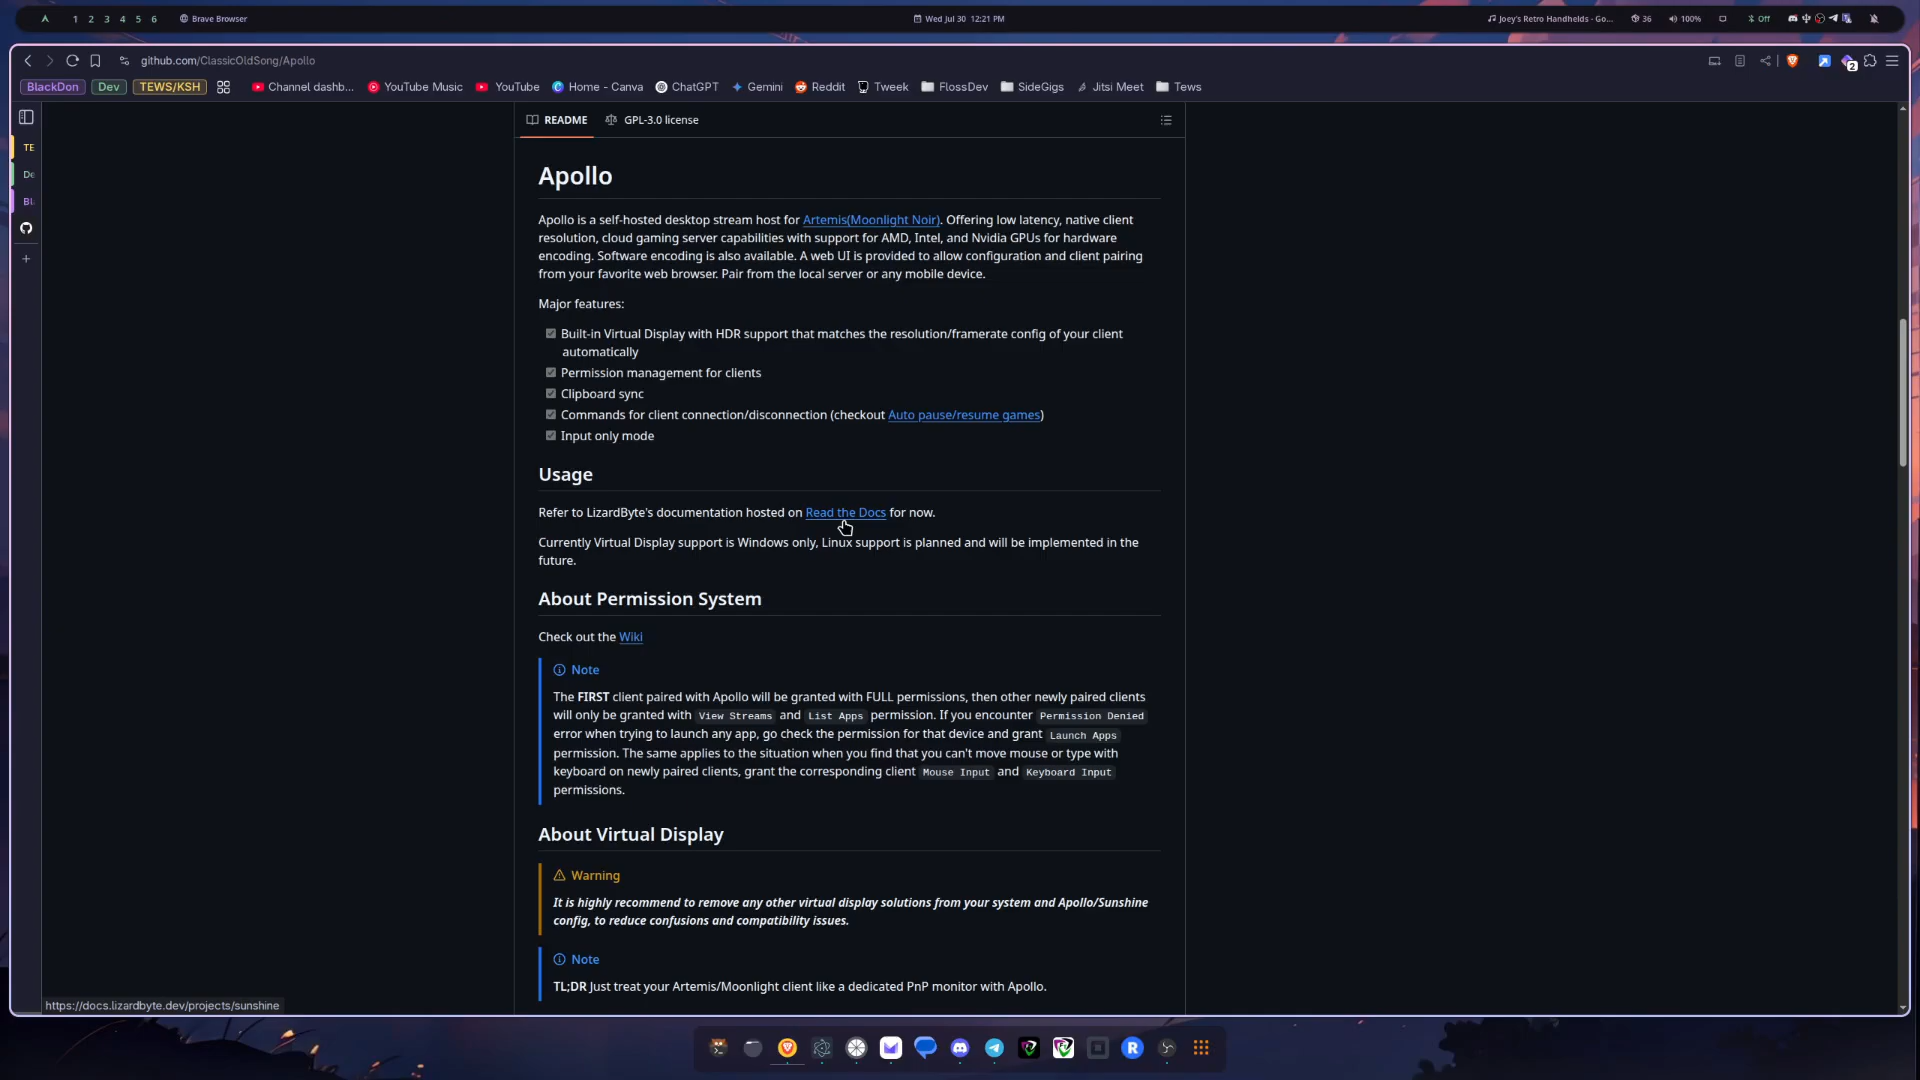 1 2 3 4 5 6 Brave Browser Wed Jul 30 12:21 PM Joey's Retro Handhelds - Go... 36 100% Off
github.com/ClassicOldSong/Apollo 2
BlackDon Dev TEWS/KSH Channel dashb... YouTube Music YouTube Home - Canva ChatGPT Gemini Reddit Tweek FlossDev SideGigs Jitsi Meet Tews
TE
De
Bl
README GPL-3.0 license
Apollo
Apollo is a self-hosted desktop stream host for Artemis(Moonlight Noir). Offering low latency, native client
resolution, cloud gaming server capabilities with support for AMD, Intel, and Nvidia GPUs for hardware
encoding. Software encoding is also available. A web UI is provided to allow configuration and client pairing
from your favorite web browser. Pair from the local server or any mobile device.
Major features:
Built-in Virtual Display with HDR support that matches the resolution/framerate config of your client
automatically
Permission management for clients
Clipboard sync
Commands for client connection/disconnection (checkout Auto pause/resume games)
Input only mode
Usage
Refer to LizardByte's documentation hosted on Read the Docs for now.
Currently Virtual Display support is Windows only, Linux support is planned and will be implemented in the
future.
About Permission System
Check out the Wiki
Note
The FIRST client paired with Apollo will be granted with FULL permissions, then other newly paired clients
will only be granted with View Streams and List Apps permission. If you encounter Permission Denied
error when trying to launch any app, go check the permission for that device and grant Launch Apps
permission. The same applies to the situation when you find that you can't move mouse or type with
keyboard on newly paired clients, grant the corresponding client Mouse Input and Keyboard Input
permissions.
About Virtual Display
Warning
It is highly recommend to remove any other virtual display solutions from your system and Apollo/Sunshine
config, to reduce confusions and compatibility issues.
Note
TL;DR Just treat your Artemis/Moonlight client like a dedicated PnP monitor with Apollo.
https://docs.lizardbyte.dev/projects/sunshine